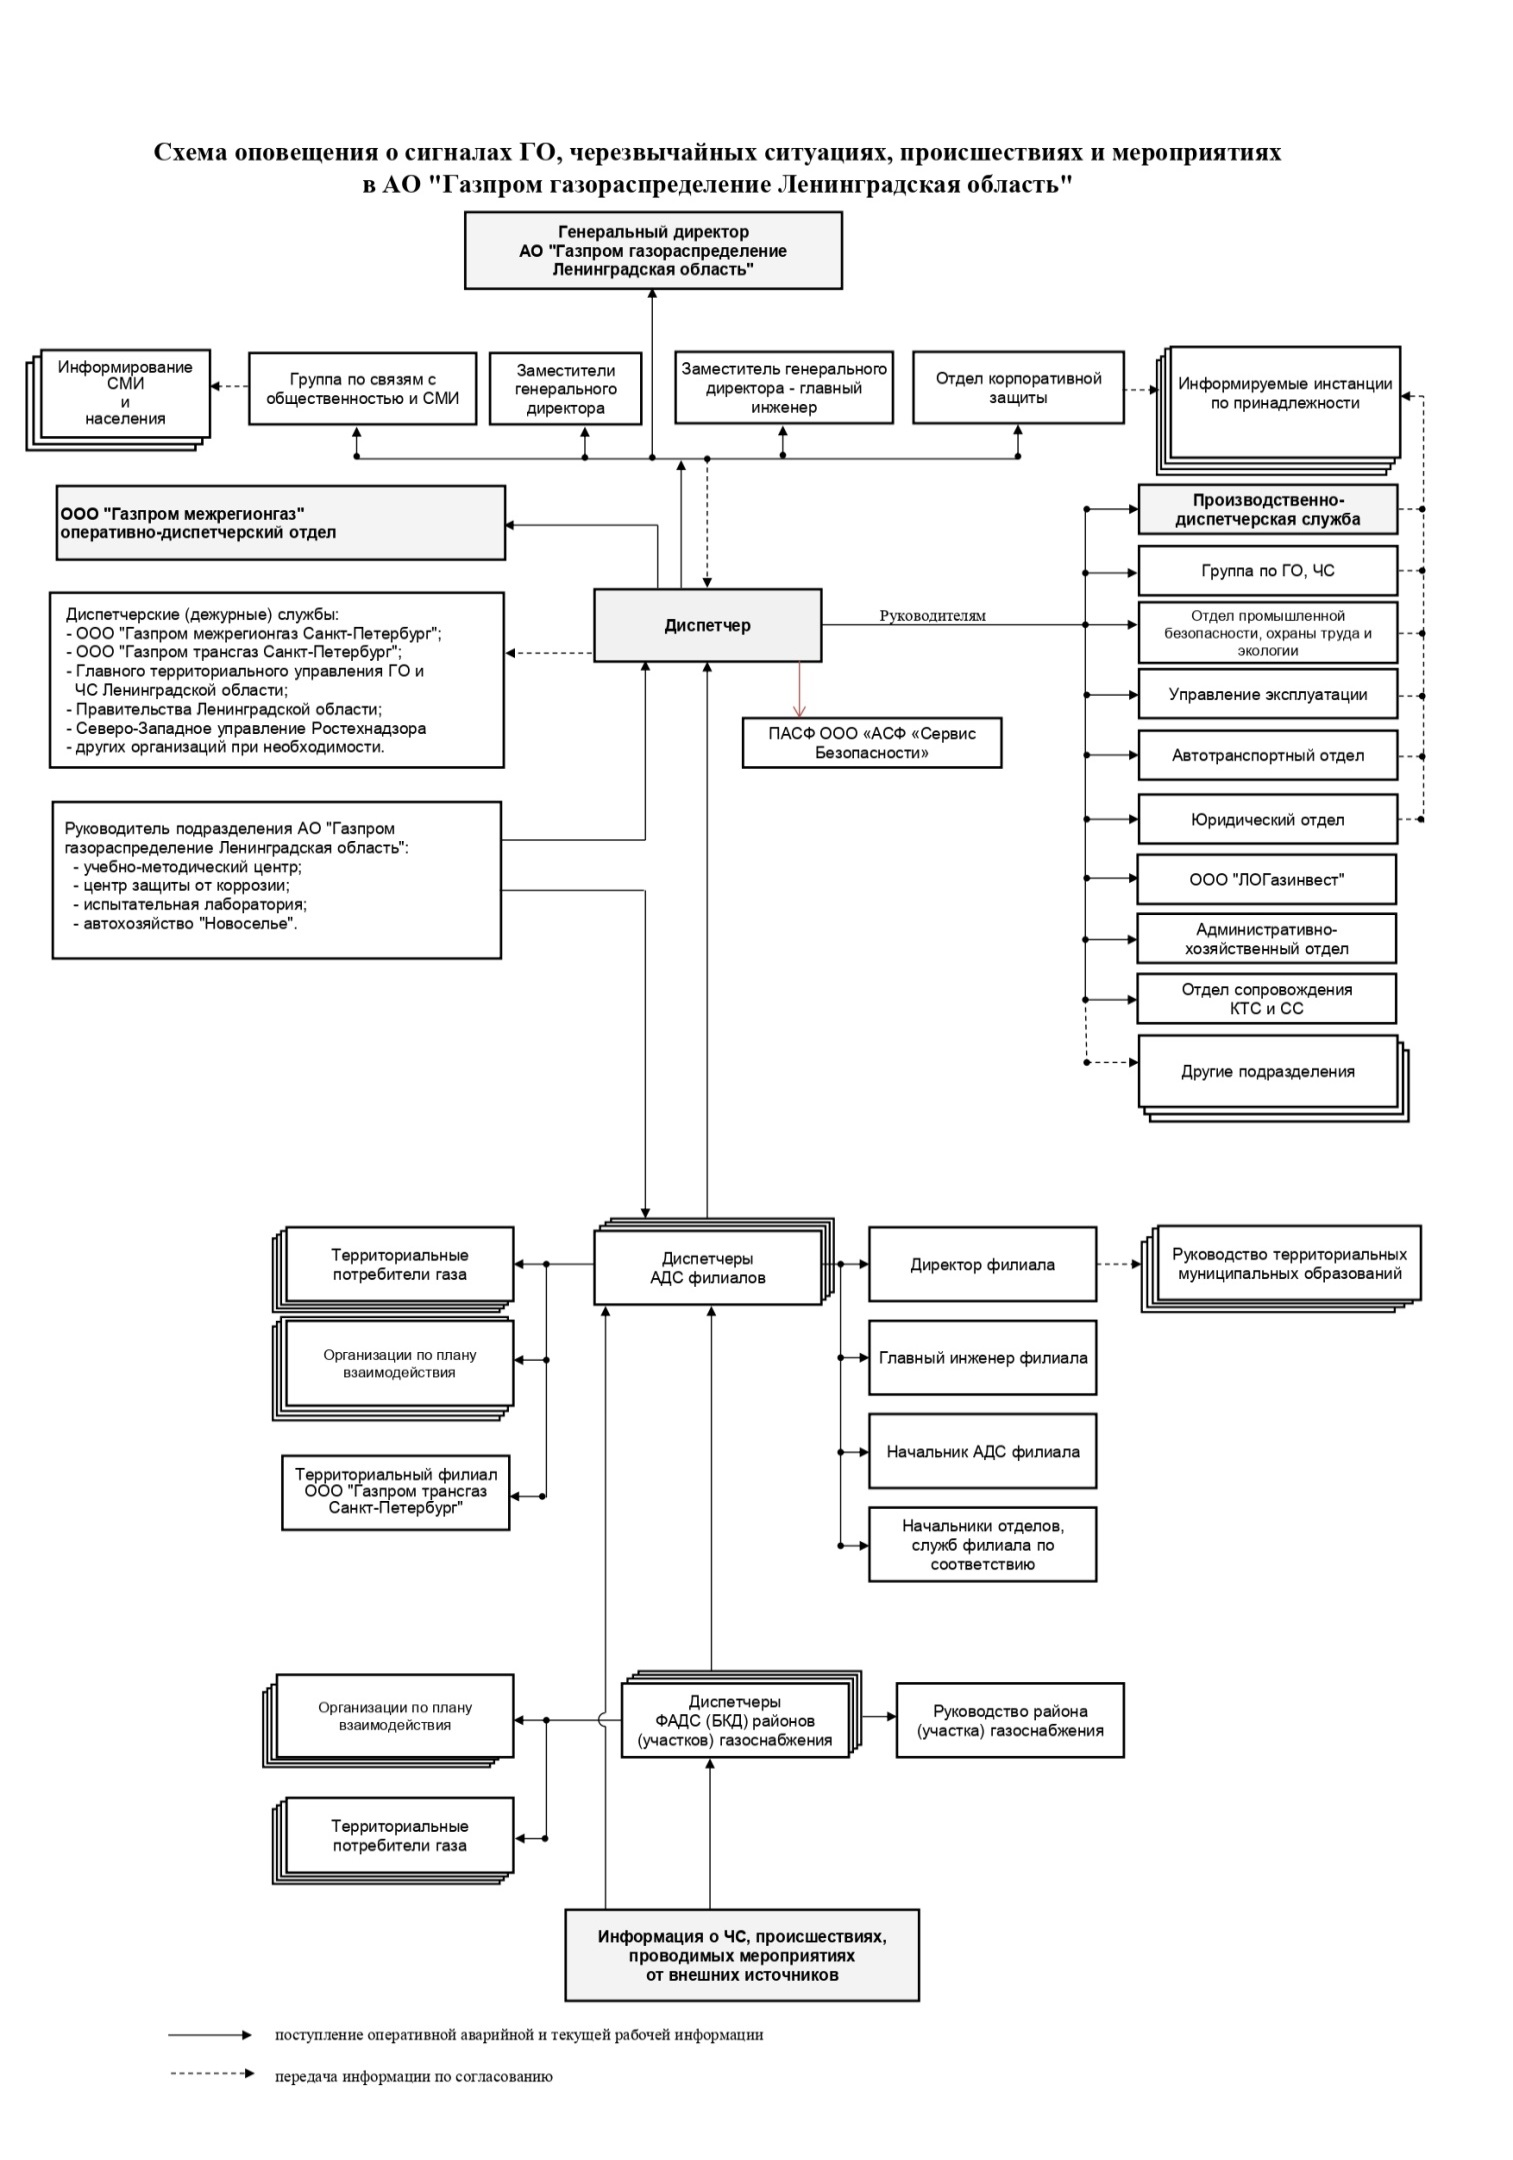 Схема оповещения о сигналах ГО, черезвычайных ситуациях, происшествиях и мероприятиях
в АО "Газпром газораспределение Ленинградская область"
Генеральный директор
АО "Газпром газораспределение
Ленинградская область"
Информирование
СМИ
и
населения
Группа по связям с
общественностью и СМИ
Заместители
генерального
директора
Заместитель генерального
директора - главный
инженер
Отдел корпоративной
защиты
Информируемые инстанции
по принадлежности
ООО "Газпром межрегионгаз"
оперативно-диспетчерский отдел
Диспетчерские (дежурные) службы:
- ООО "Газпром межрегионгаз Санкт-Петербург";
- ООО "Газпром трансгаз Санкт-Петербург";
- Главного территориального управления ГО и
ЧС Ленинградской области;
- Правительства Ленинградской области;
- Северо-Западное управление Ростехнадзора
- других организаций при необходимости.
Диспетчер
Руководителям
ПАСФ ООО «АСФ «Сервис
Безопасности»
Производственно-
диспетчерская служба
Группа по ГО, ЧС
Отдел промышленной
безопасности, охраны труда и
экологии
Управление эксплуатации
Автотранспортный отдел
Юридический отдел
ООО "ЛОГазинвест"
Административно-
хозяйственный отдел
Отдел сопровождения
КТС и СС
Другие подразделения
Руководитель подразделения АО "Газпром
газораспределение Ленинградская область":
- учебно-методический центр;
- центр защиты от коррозии;
- испытательная лаборатория;
- автохозяйство "Новоселье".
Территориальные
потребители газа
Организации по плану
взаимодействия
Территориальный филиал
ООО "Газпром трансгаз
Санкт-Петербург"
Диспетчеры
АДС филиалов
Директор филиала
Руководство территориальных
муниципальных образований
Главный инженер филиала
Начальник АДС филиала
Начальники отделов,
служб филиала по
соответствию
Организации по плану
взаимодействия
Диспетчеры
ФАДС (БКД) районов
(участков) газоснабжения
Руководство района
(участка) газоснабжения
Территориальные
потребители газа
Информация о ЧС, происшествиях,
проводимых мероприятиях
от внешних источников
поступление оперативной аварийной и текущей рабочей информации
передача информации по согласованию